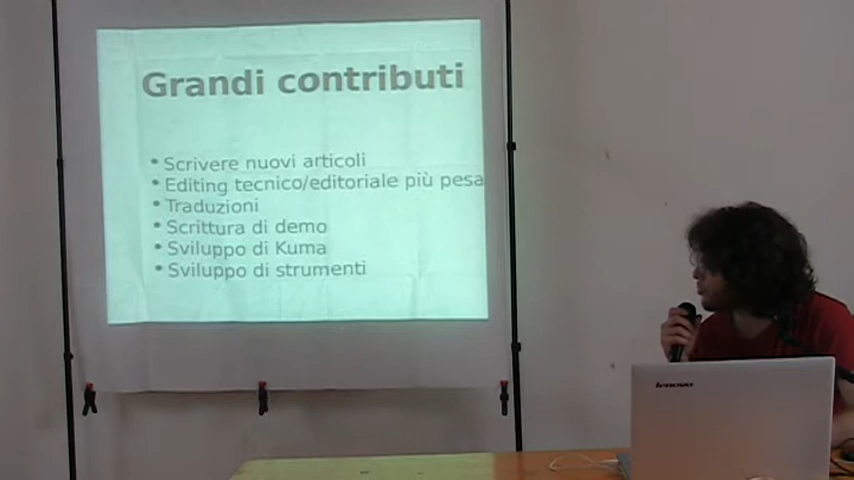 Grandi contributi
• Scrivere nuovi articoli
• Editing tecnico/editoriale più pesa
• Traduzioni
• Scrittura di demo
• Sviluppo di Kuma
• Sviluppo di strumenti
lenovo